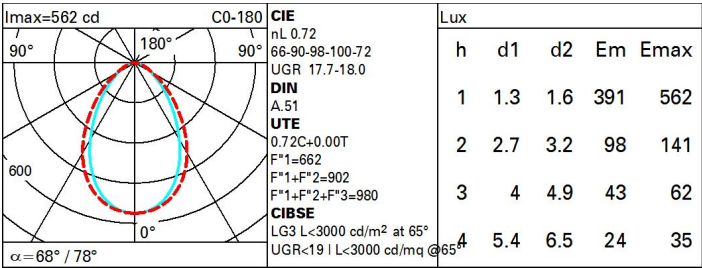 Imax=562 cd C0-180
90° 180° 90°
600
0°
α=68° / 78°
CIE
nL 0.72
66-90-98-100-72
UGR 17.7-18.0
DIN
A.51
UTE
0.72C+0.00T
F"1=662
F"1+F"2=902
F"1+F"2+F"3=980
CIBSE
LG3 L<3000 cd/m² at 65°
UGR<19 | L<3000 cd/mq @65°
Lux
h d1 d2 Em Emax
1 1.3 1.6 391 562
2 2.7 3.2 98 141
3 4 4.9 43 62
4 5.4 6.5 24 35